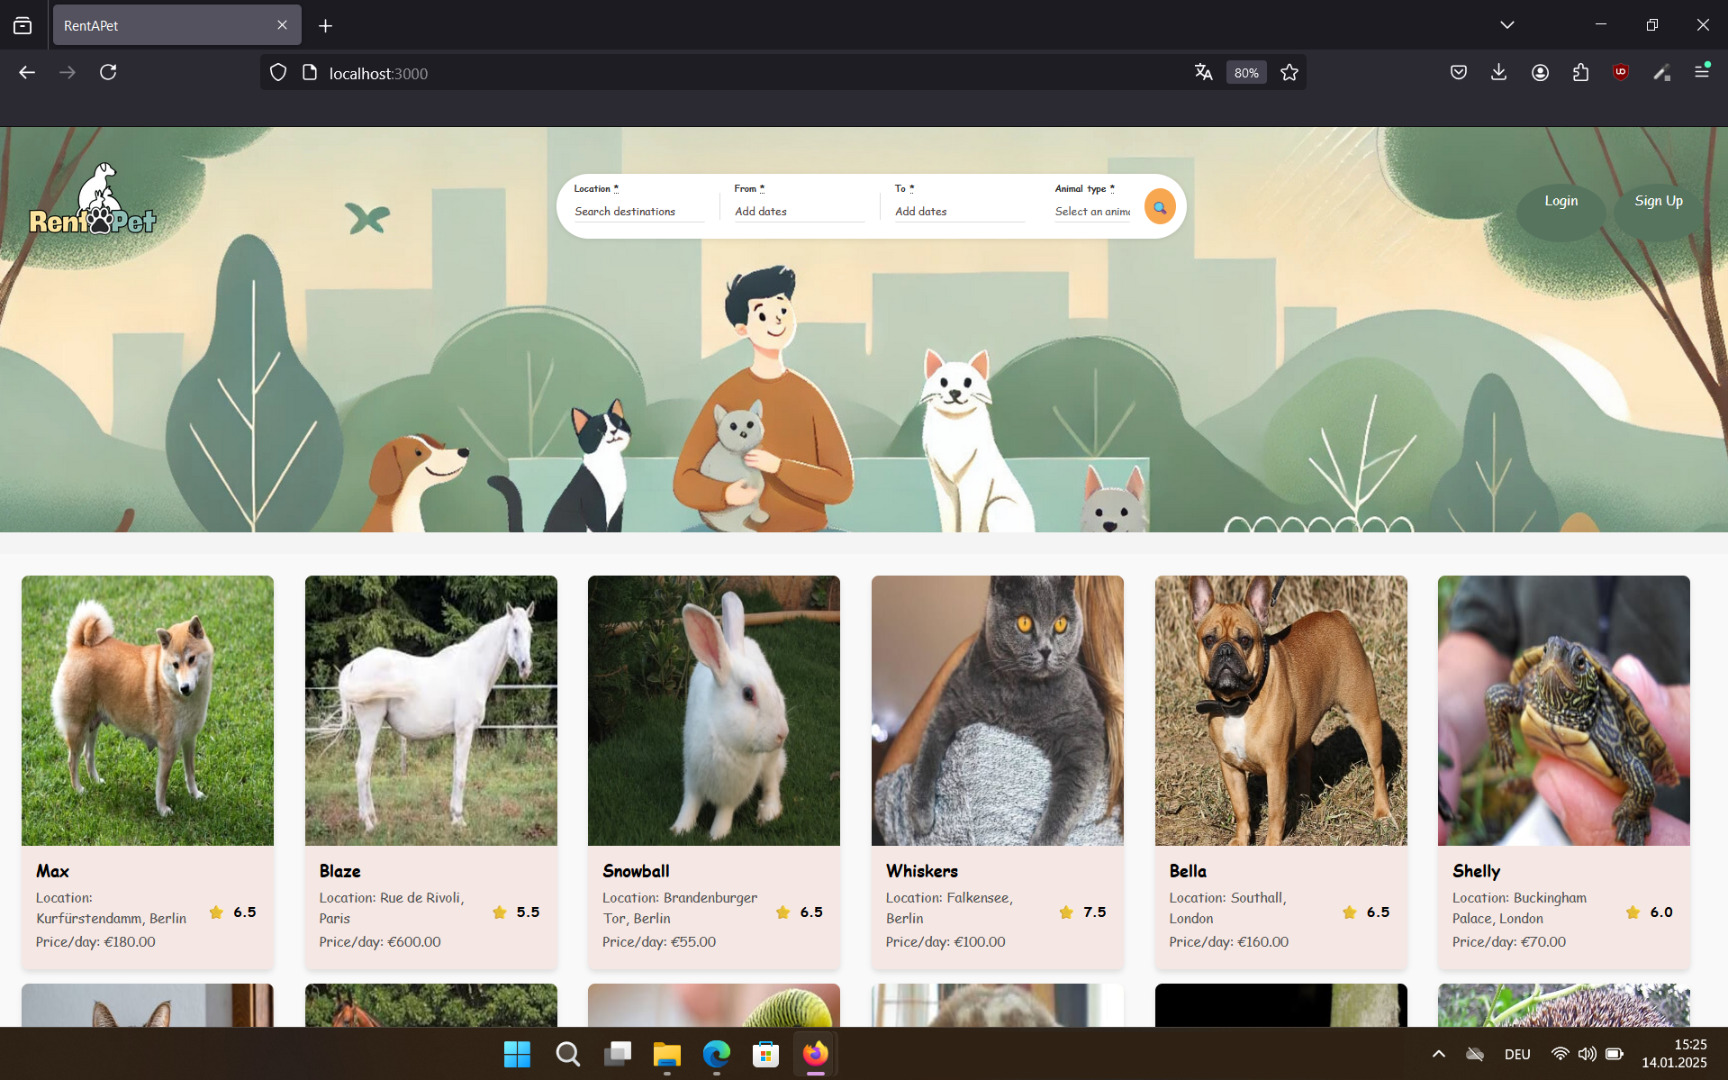 RentAPet
localhost:3000
80%
Rent Pet
Location *
Search destinations
From *
Add dates
To *
Add dates
Animal type *
Select an anima
Login
Sign Up
Max
Location:
Kurfürstendamm, Berlin
6.5
Price/day: €180.00
Blaze
Location: Rue de Rivoli,
Paris
5.5
Price/day: €600.00
Snowball
Location: Brandenburger
Tor, Berlin
6.5
Price/day: €55.00
Whiskers
Location: Falkensee,
Berlin
7.5
Price/day: €100.00
Bella
Location: Southall,
London
6.5
Price/day: €160.00
Shelly
Location: Buckingham
Palace, London
6.0
Price/day: €70.00
DEU
15:25
14.01.2025